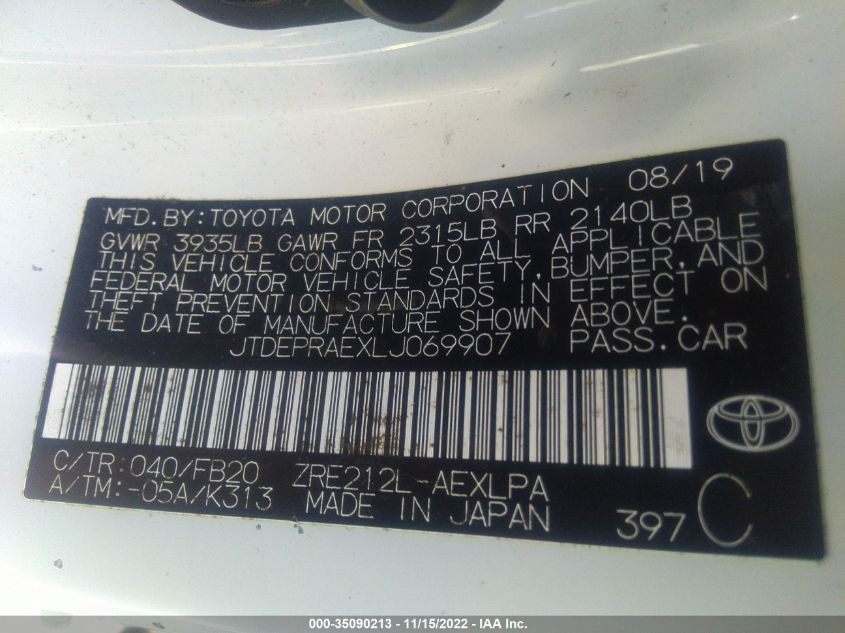 MFD. BY: TOYOTA MOTOR CORPORATION 08/19
GVWR 3935LB GAWR FR 2315LB RR 2140LB
THIS VEHICLE CONFORMS TO ALL APPLICABLE
FEDERAL MOTOR VEHICLE SAFETY, BUMPER, AND
THEFT PREVENTION STANDARDS IN EFFECT ON
THE DATE OF MANUFACTURE SHOWN ABOVE.
JTDEPRAEXLJ069907 PASS. CAR
C/TR: 040/FB20 ZRE212L-AEXLPA
A/TM: -05A/K313 MADE IN JAPAN 397 C
000-35090213 - 11/15/2022 - IAA Inc.